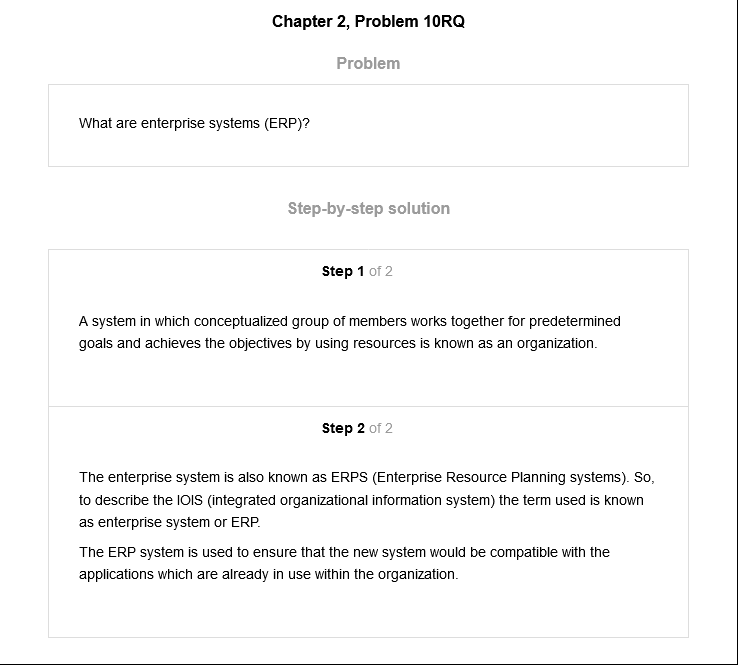 Chapter 2, Problem 10RQ
Problem
What are enterprise systems (ERP)?
Step-by-step solution
Step 1 of 2
A system in which conceptualized group of members works together for predetermined
goals and achieves the objectives by using resources is known as an organization.
Step 2 of 2
The enterprise system is also known as ERPS (Enterprise Resource Planning systems). So,
to describe the IOIS (integrated organizational information system) the term used is known
as enterprise system or ERP.
The ERP system is used to ensure that the new system would be compatible with the
applications which are already in use within the organization.